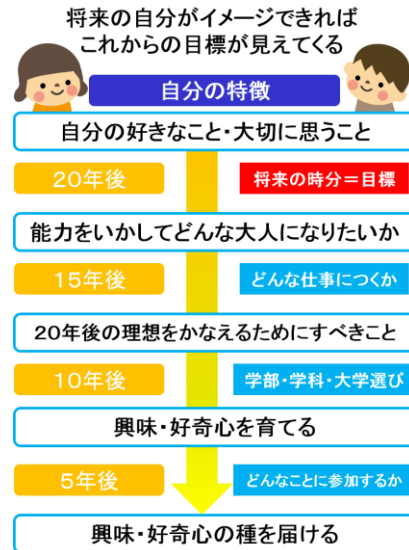 将来の自分がイメージできれば
これからの目標が見えてくる
自分の特徴
自分の好きなこと・大切に思うこと
20年後
将来の時分＝目標
能力をいかしてどんな大人になりたいか
15年後
どんな仕事につくか
20年後の理想をかなえるためにすべきこと
10年後
学部・学科・大学選び
興味・好奇心を育てる
5年後
どんなことに参加するか
興味・好奇心の種を届ける